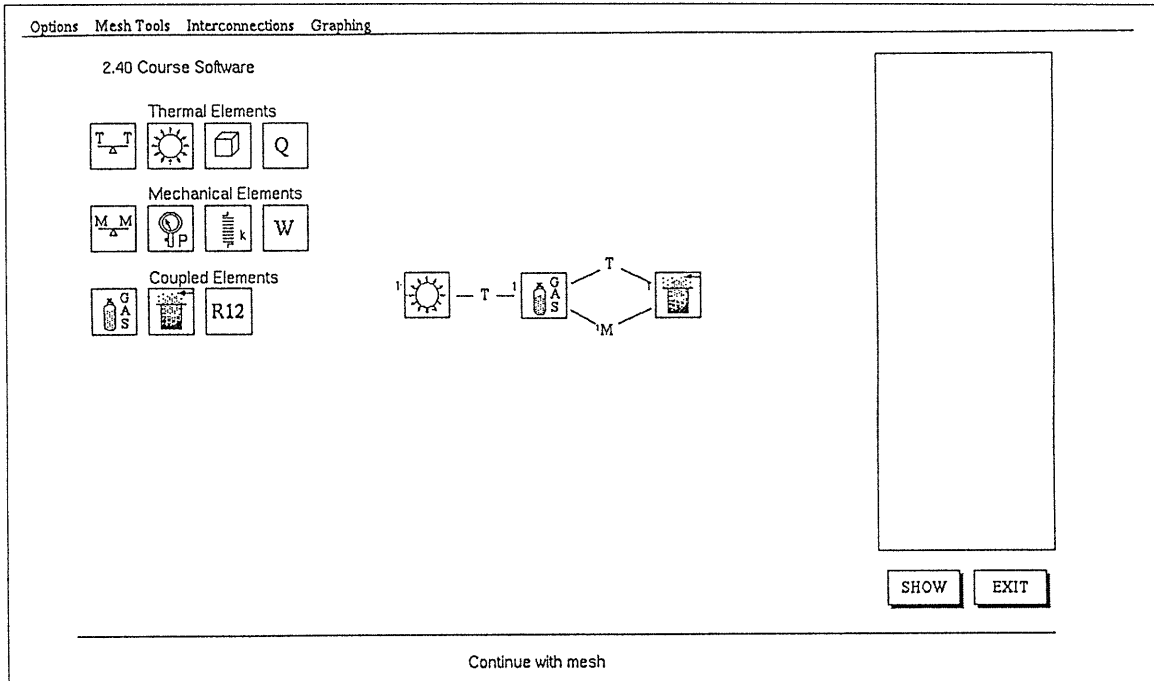 Options Mesh Tools Interconnections Graphing
2.40 Course Software
Thermal Elements
T T
Q
Mechanical Elements
M M
P
k
W
Coupled Elements
GAS
R12
1
T
1
GAS
T
1
1M
SHOW
EXIT
Continue with mesh